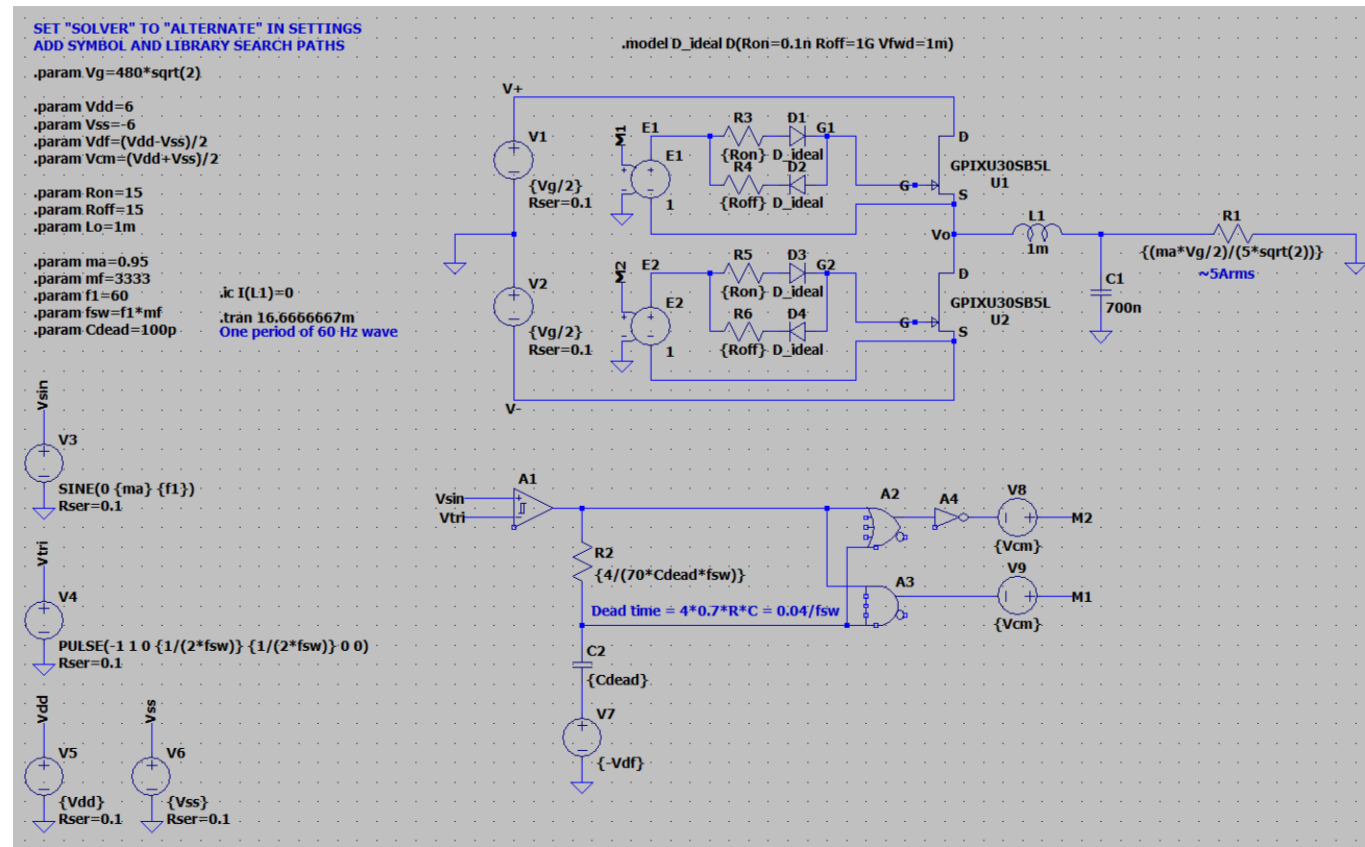 SET "SOLVER" TO "ALTERNATE" IN SETTINGS
ADD SYMBOL AND LIBRARY SEARCH PATHS
.param Vg=480*sqrt(2)
.param Vdd=6
.param Vss=-6
.param Vdf=(Vdd-Vss)/2
.param Vcm=(Vdd+Vss)/2
.param Ron=15
.param Roff=15
.param Lo=1m
.param ma=0.95
.param mf=3333
.param f1=60
.param fsw=f1*mf
.param Cdead=100p
.ic I(L1)=0
.tran 16.6666667m
One period of 60 Hz wave
.model D_ideal D(Ron=0.1n Roff=1G Vfwd=1m)
V+
V1
{Vg/2}
Rser=0.1
V2
{Vg/2}
Rser=0.1
V-
M1
E1
E1
1
R3
{Ron}
D1
D_ideal
R4
{Roff}
D2
D_ideal
G1
G
D
S
GPIXU30SB5L
U1
M2
E2
E2
1
R5
{Ron}
D3
D_ideal
R6
{Roff}
D4
D_ideal
G2
G
D
S
GPIXU30SB5L
U2
Vo
L1
1m
C1
700n
R1
{(ma*Vg/2)/(5*sqrt(2))}
~5Arms
Vsin
V3
SINE(0 {ma} {f1})
Rser=0.1
Vtri
V4
PULSE(-1 1 0 {1/(2*fsw)} {1/(2*fsw)} 0 0)
Rser=0.1
Vdd
V5
{Vdd}
Rser=0.1
Vss
V6
{Vss}
Rser=0.1
Vsin
Vtri
A1
R2
{4/(70*Cdead*fsw)}
Dead time = 4*0.7*R*C = 0.04/fsw
C2
{Cdead}
V7
{-Vdf}
A2
A4
V8
{Vcm}
M2
A3
V9
{Vcm}
M1